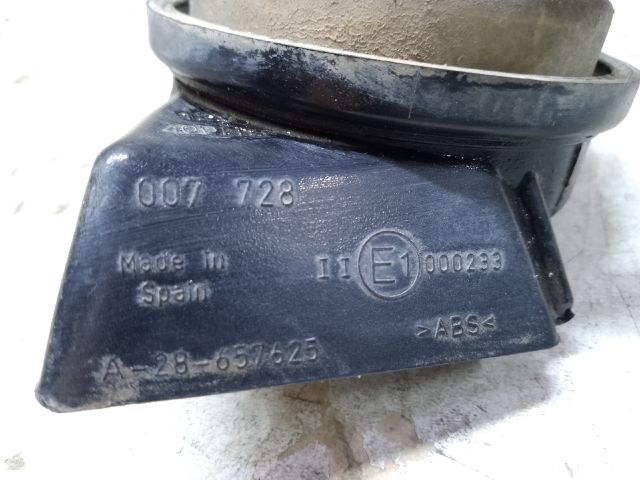 007 728
Made in
Spain
II E1 000233
>ABS<
A-28-657625